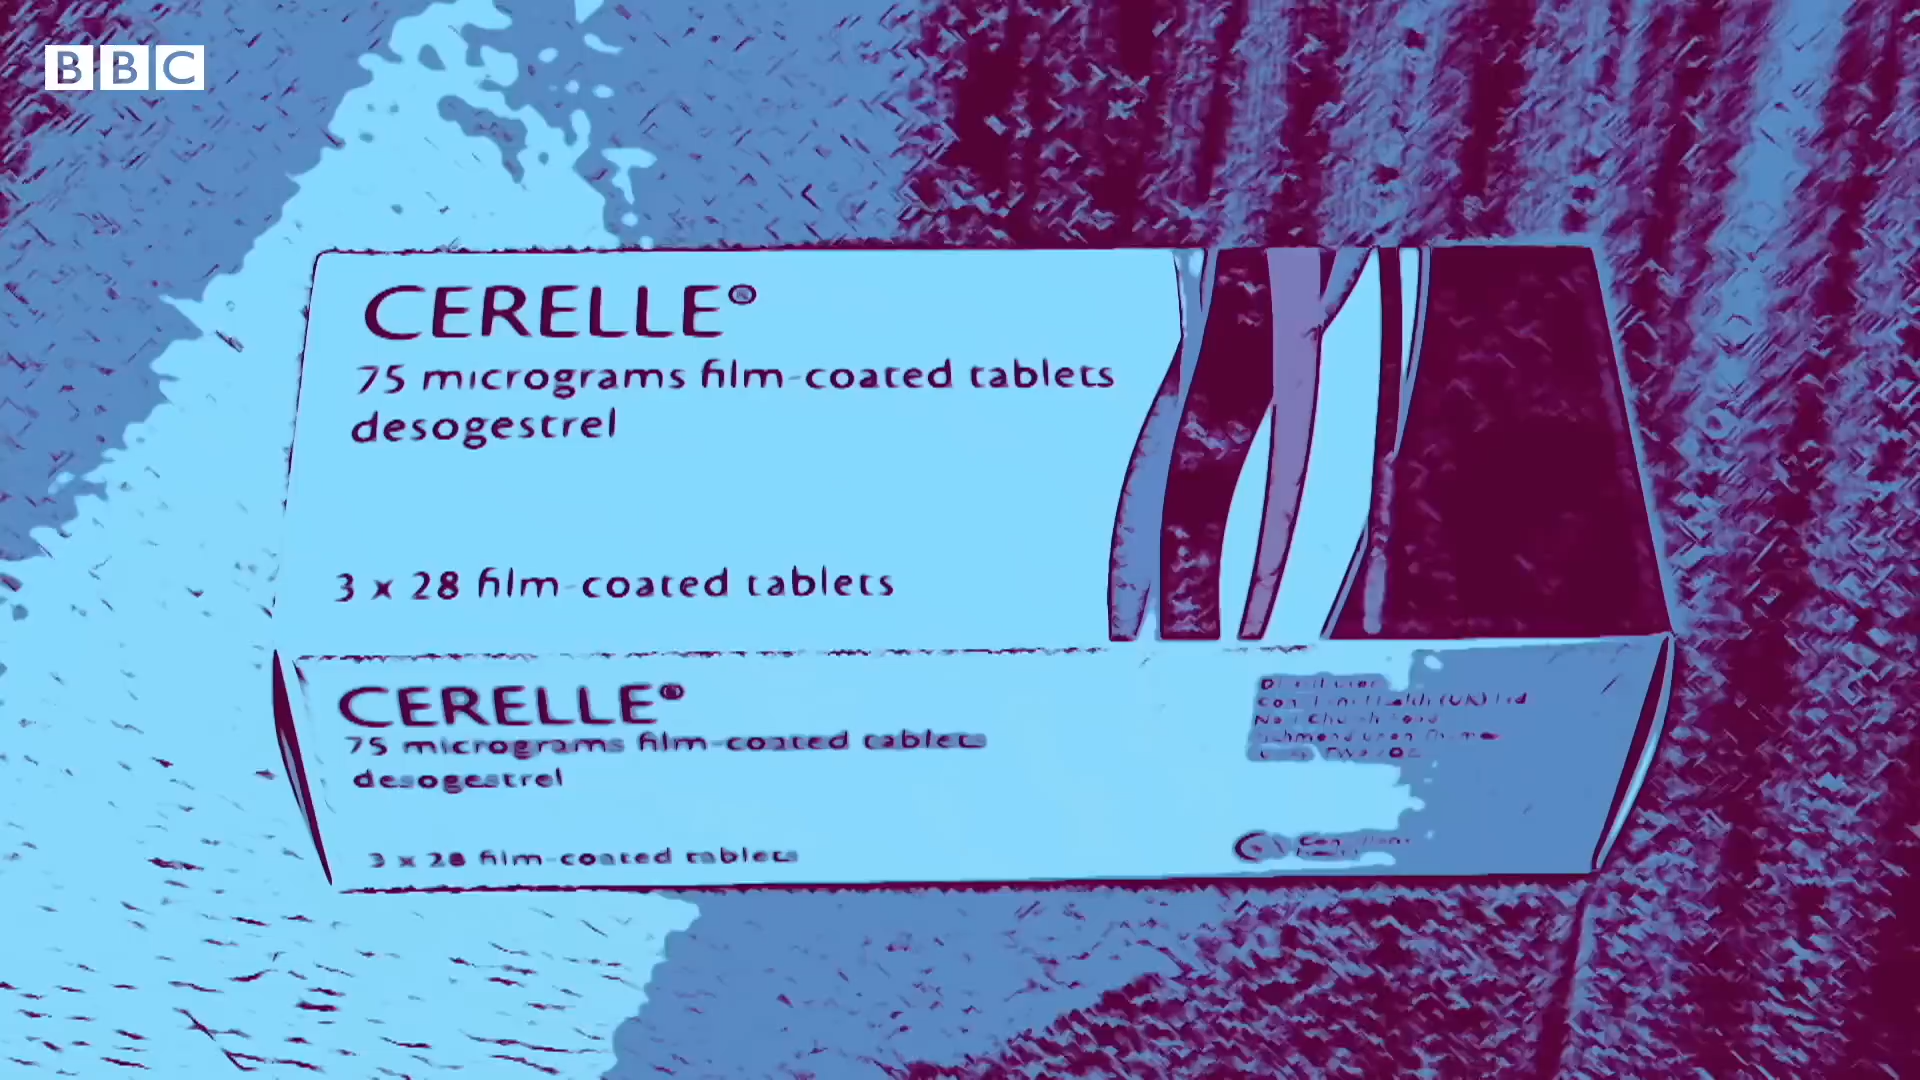 BBC
CERELLE®
75 micrograms film-coated tablets
desogestrel
3 x 28 film-coated tablets
CERELLE®
75 micrograms film-coated tablets
desogestrel
3 x 28 film-coated tablets
(UK)